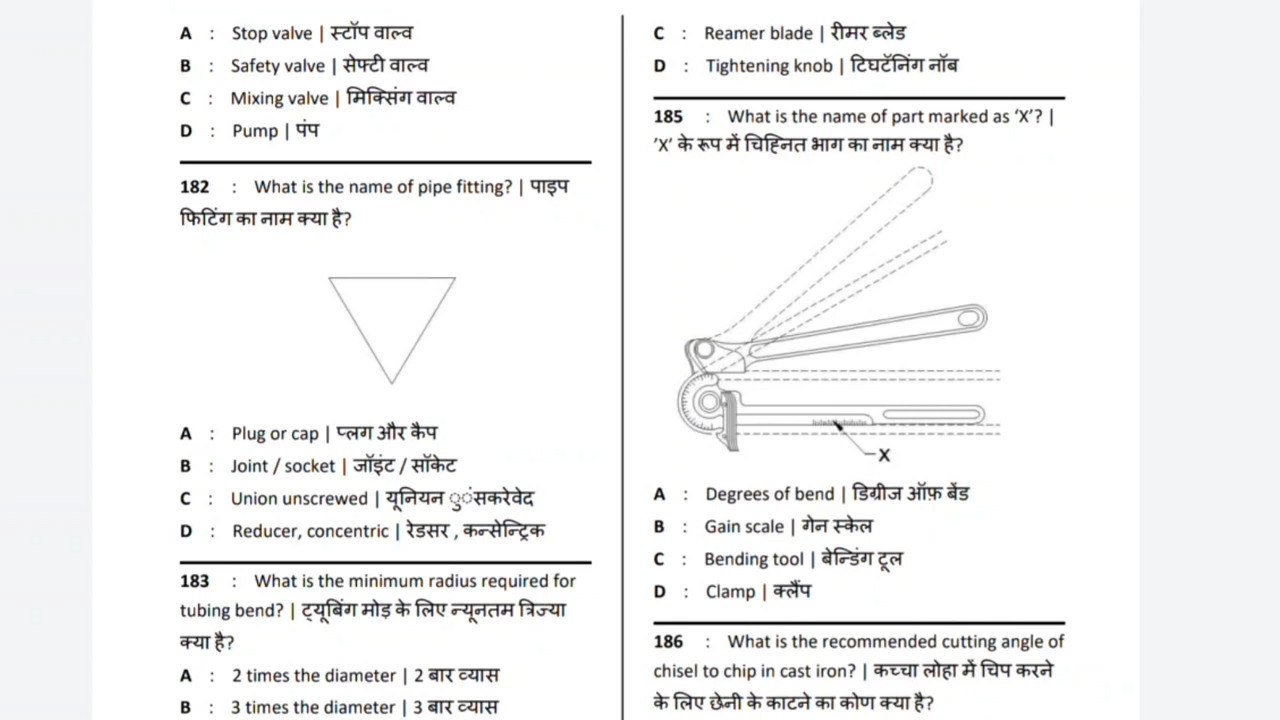 A : Stop valve | स्टॉप वाल्व
B : Safety valve | सेफ्टी वाल्व
C : Mixing valve | मिक्सिंग वाल्व
D : Pump | पंप
182 : What is the name of pipe fitting? | पाइप
फिटिंग का नाम क्या है?
A : Plug or cap | प्लग और कैप
B : Joint / socket | जॉइंट / सॉकेट
C : Union unscrewed | यूनियन ुंसकरेवेद
D : Reducer, concentric | रेडसर , कन्सेन्ट्रिक
183 : What is the minimum radius required for
tubing bend? | ट्यूबिंग मोड़ के लिए न्यूनतम त्रिज्या
क्या है?
A : 2 times the diameter | 2 बार व्यास
B : 3 times the diameter | 3 बार व्यास
C : Reamer blade | रीमर ब्लेड
D : Tightening knob | टिघटॅनिंग नॉब
185 : What is the name of part marked as ‘X’? |
’X’ के रूप में चिह्नित भाग का नाम क्या है?
X
A : Degrees of bend | डिग्रीज ऑफ़ बेंड
B : Gain scale | गेन स्केल
C : Bending tool | बेन्डिंग टूल
D : Clamp | क्लैंप
186 : What is the recommended cutting angle of
chisel to chip in cast iron? | कच्चा लोहा में चिप करने
के लिए छेनी के काटने का कोण क्या है?